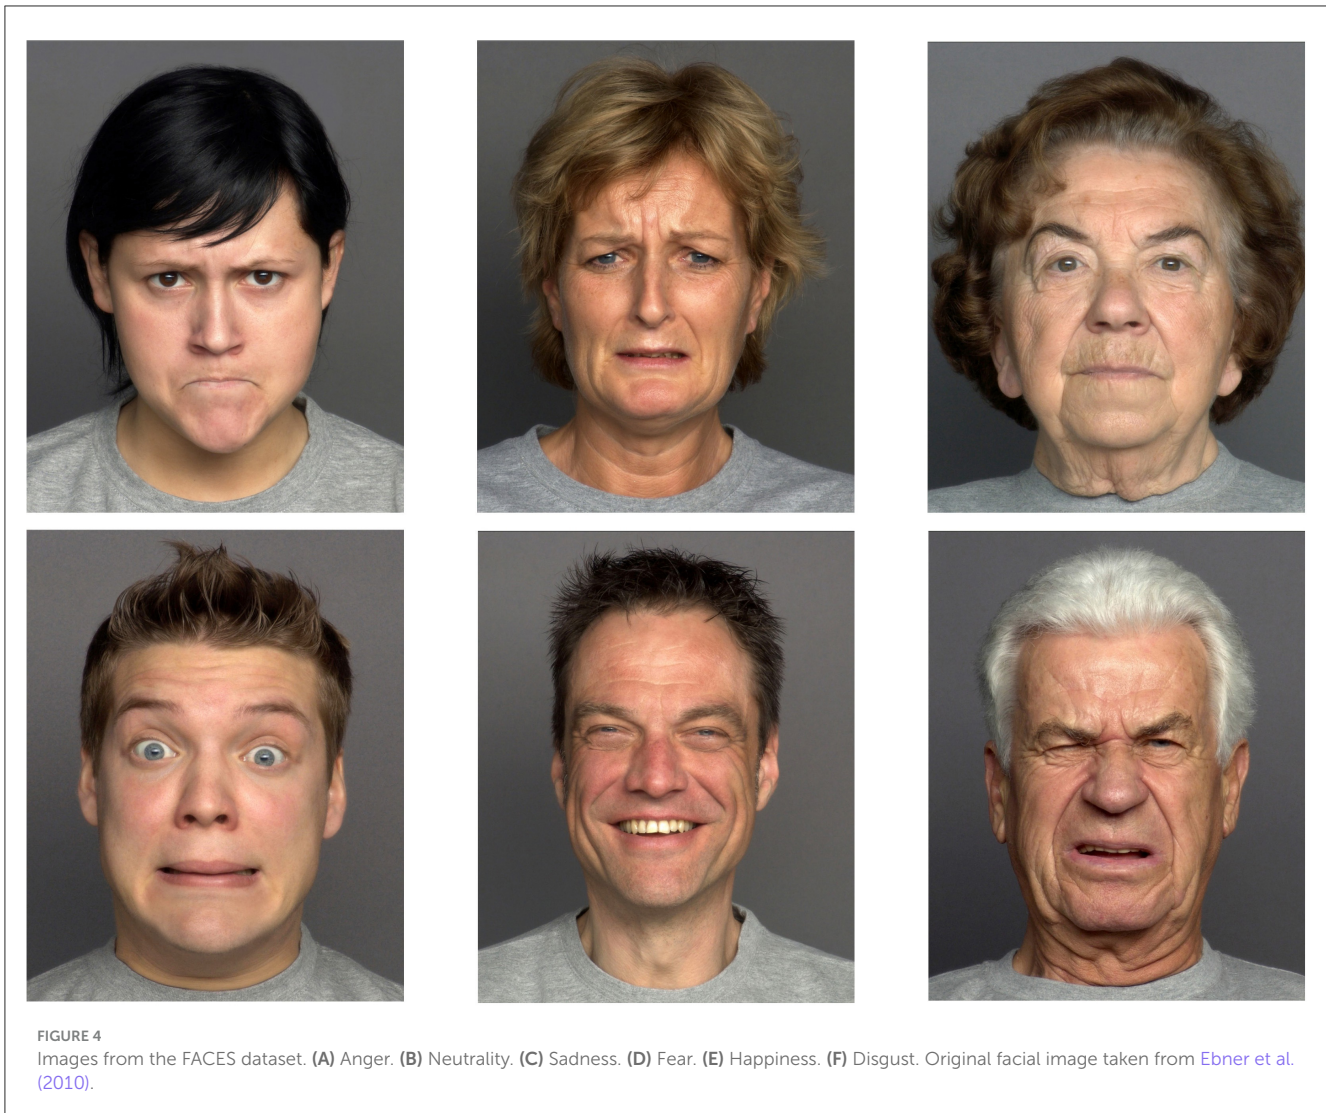 FIGURE 4
Images from the FACES dataset. (A) Anger. (B) Neutrality. (C) Sadness. (D) Fear. (E) Happiness. (F) Disgust. Original facial image taken from Ebner et al.
(2010).